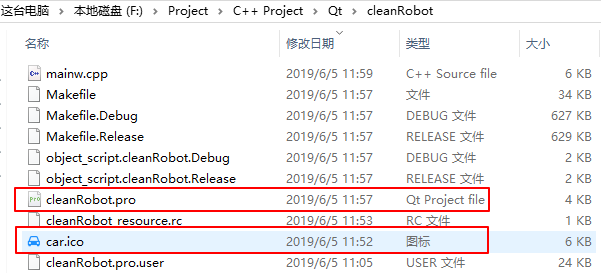 这台电脑 > 本地磁盘 (F:) > Project > C++ Project > Qt > cleanRobot
名称 修改日期 类型 大小
mainw.cpp 2019/6/5 11:59 C++ Source file 6 KB
Makefile 2019/6/5 11:57 文件 34 KB
Makefile.Debug 2019/6/5 11:57 DEBUG 文件 627 KB
Makefile.Release 2019/6/5 11:57 RELEASE 文件 629 KB
object_script.cleanRobot.Debug 2019/6/5 11:57 DEBUG 文件 2 KB
object_script.cleanRobot.Release 2019/6/5 11:57 RELEASE 文件 2 KB
cleanRobot.pro 2019/6/5 11:57 Qt Project file 4 KB
cleanRobot_resource.rc 2019/6/5 11:53 RC 文件 1 KB
car.ico 2019/6/5 11:52 图标 6 KB
cleanRobot.pro.user 2019/6/5 11:05 USER 文件 24 KB